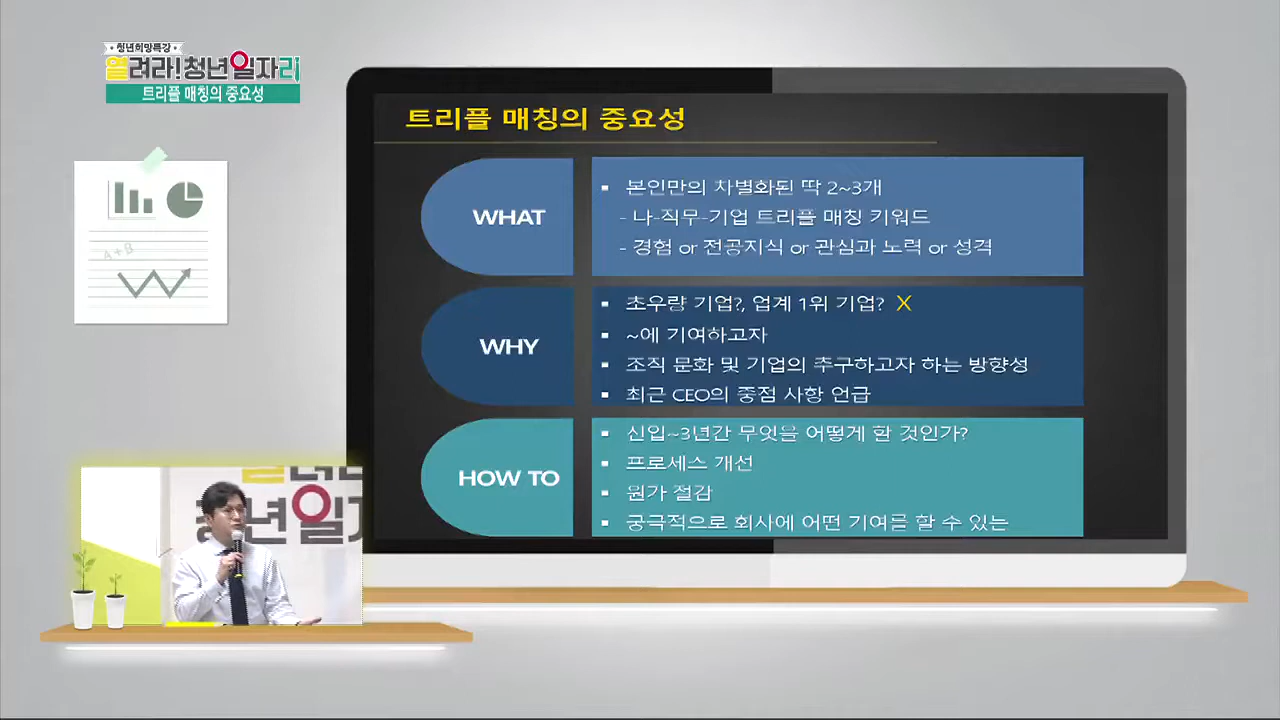 청년희망특강
열려라!청년일자리
트리플 매칭의 중요성
A+B
트리플 매칭의 중요성
WHAT
▪ 본인만의 차별화된 딱 2~3개
- 나-직무-기업 트리플 매칭 키워드
- 경험 or 전공지식 or 관심과 노력 or 성격
WHY
▪ 초우량 기업?, 업계 1위 기업? X
▪ ~에 기여하고자
▪ 조직 문화 및 기업의 추구하고자 하는 방향성
▪ 최근 CEO의 중점 사항 언급
HOW TO
▪ 신입~3년간 무엇을 어떻게 할 것인가?
▪ 프로세스 개선
▪ 원가 절감
▪ 궁극적으로 회사에 어떤 기여를 할 수 있는